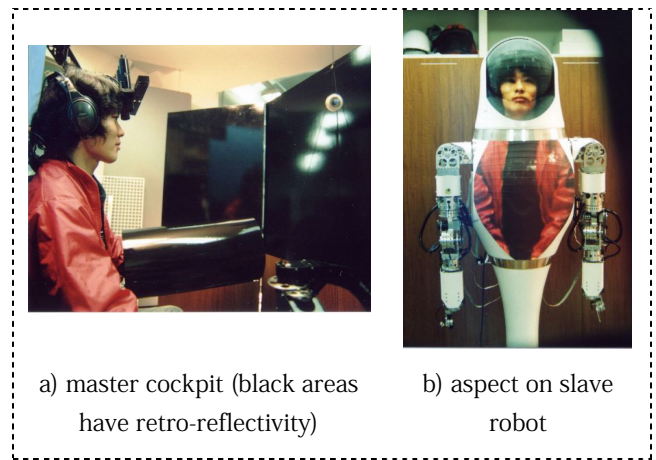 a) master cockpit (black areas
have retro-reflectivity)
b) aspect on slave
robot